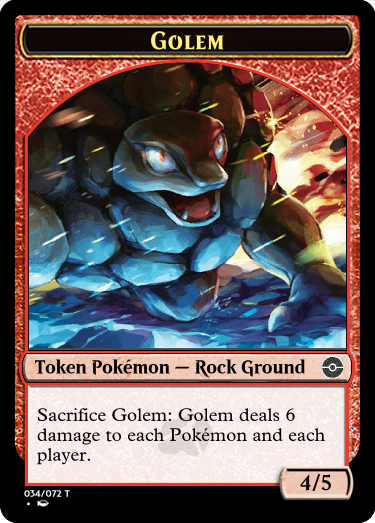 Golem
Token Pokémon — Rock Ground
Sacrifice Golem: Golem deals 6
damage to each Pokémon and each
player.
4/5
034/072 T